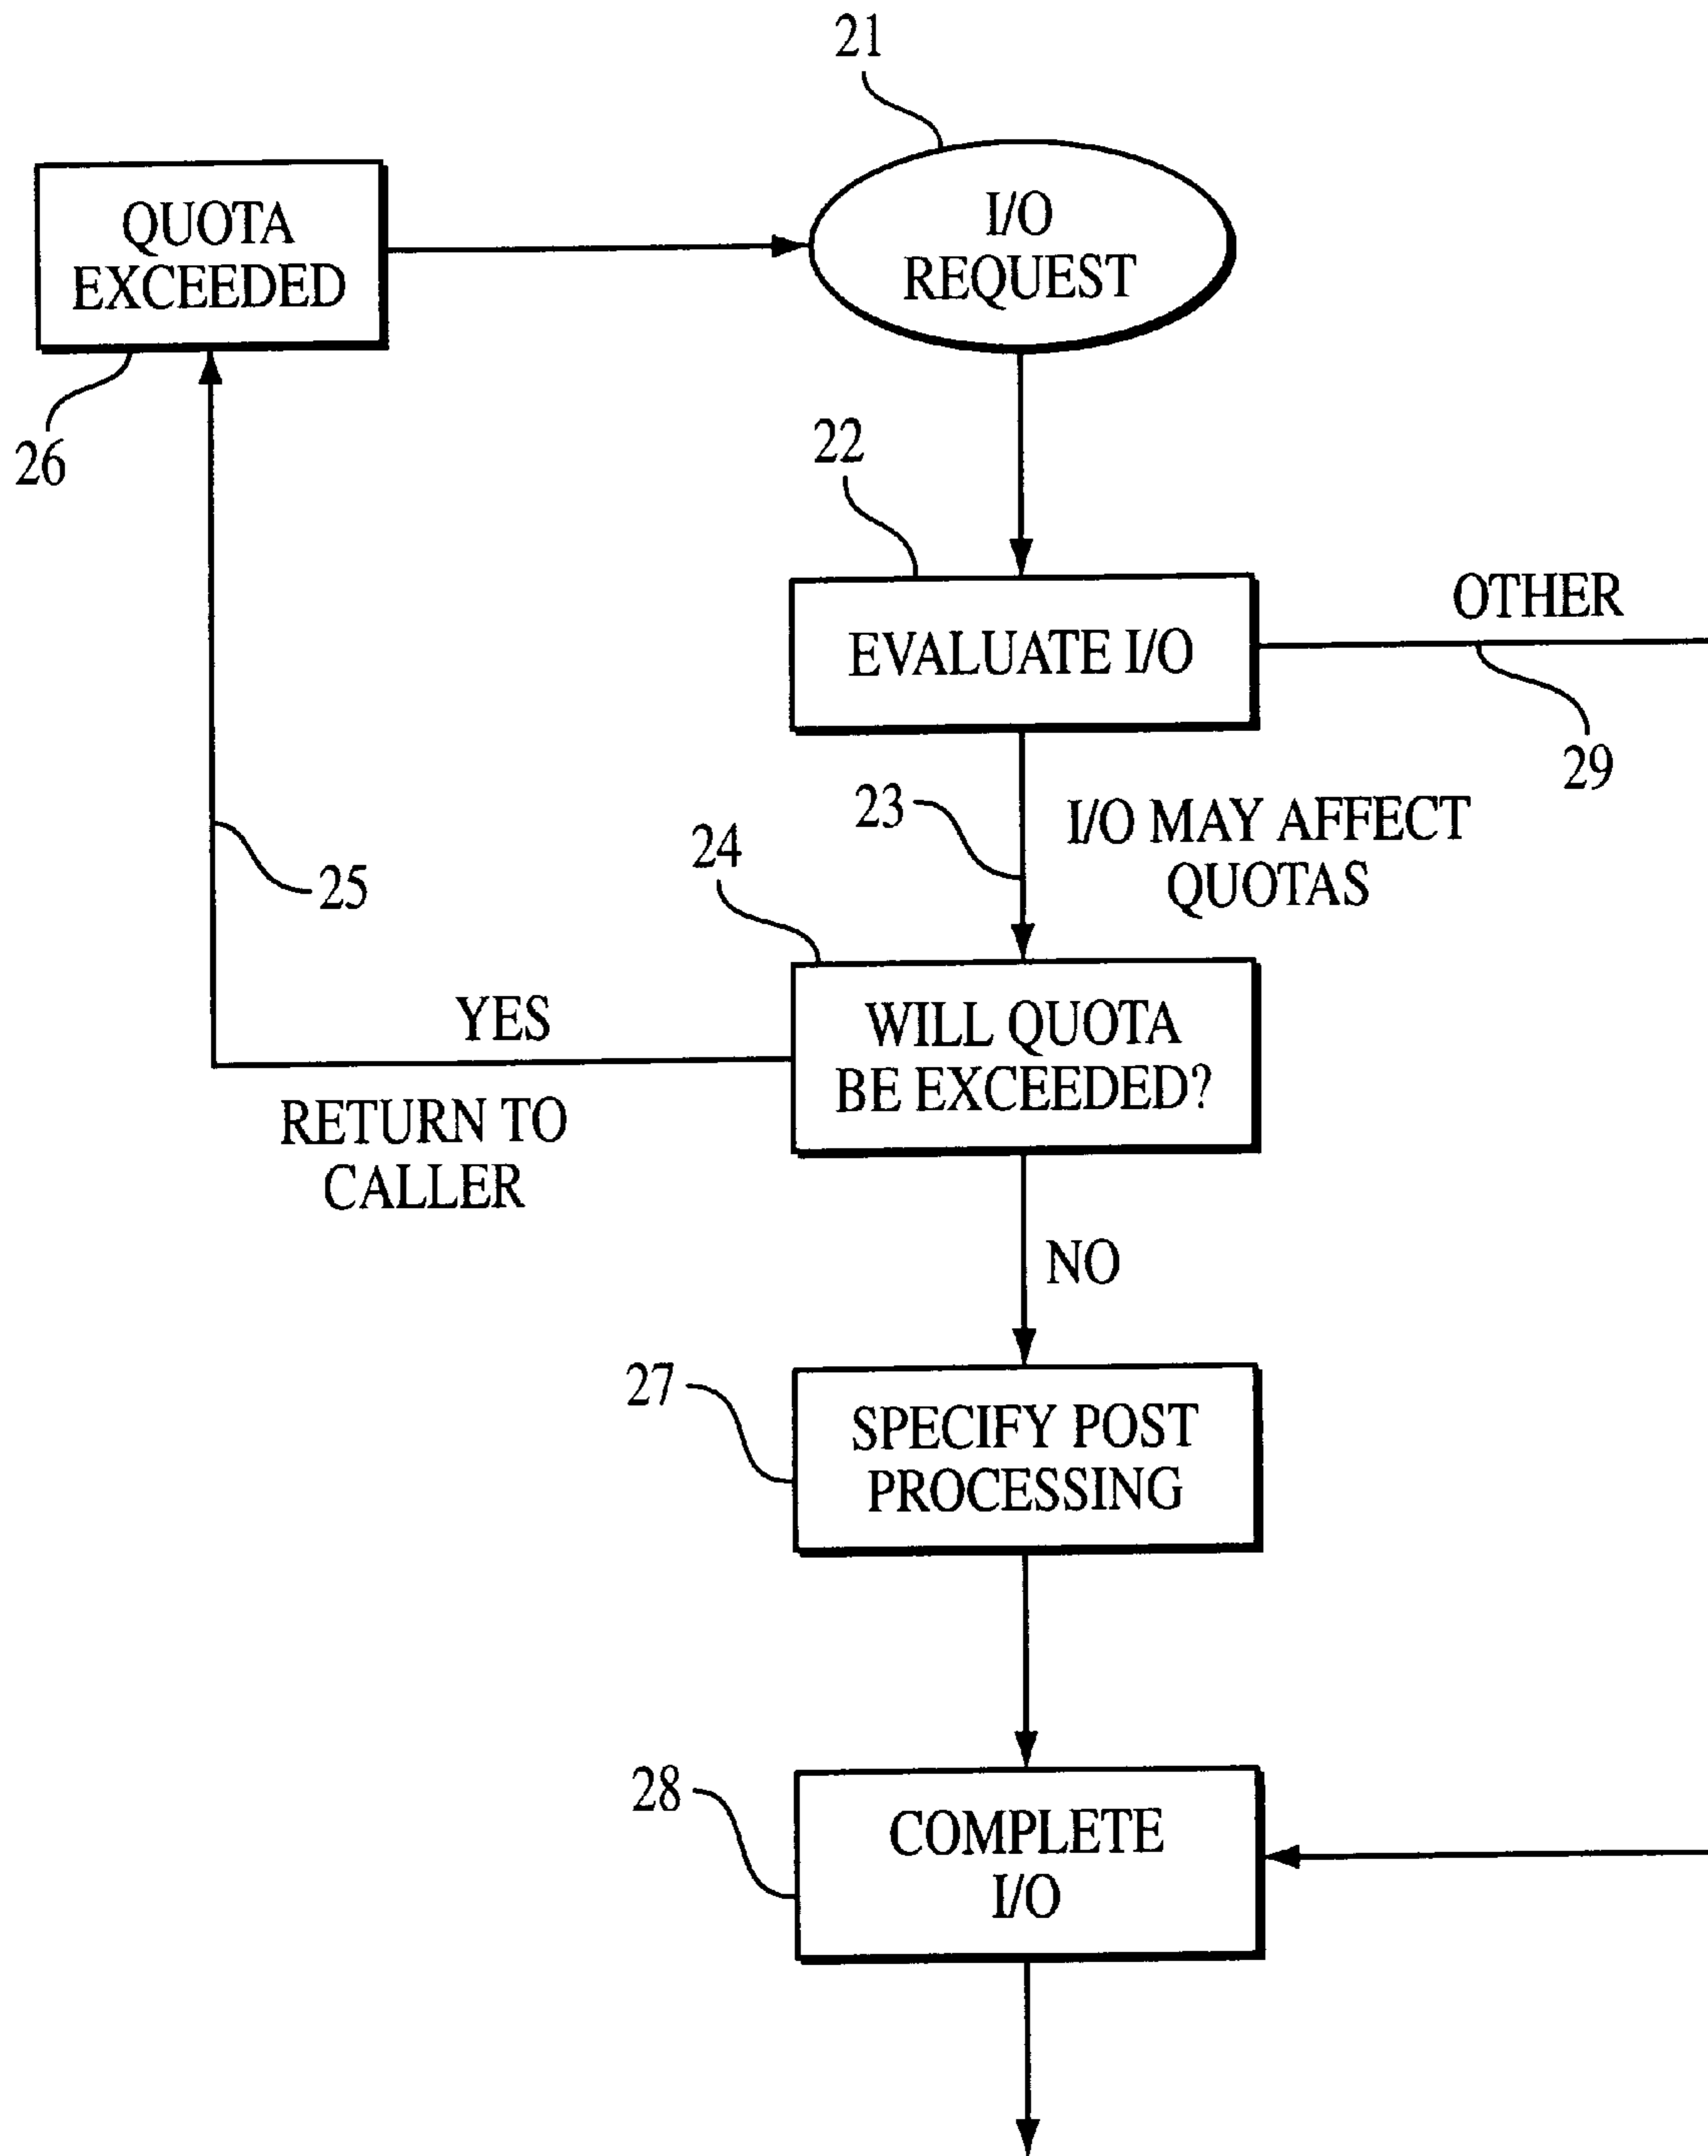 21
QUOTA
EXCEEDED
I/O
REQUEST
26
22
OTHER
EVALUATE I/O
29
23
I/O MAY AFFECT
QUOTAS
24
25
YES
WILL QUOTA
BE EXCEEDED?
RETURN TO
CALLER
NO
27
SPECIFY POST
PROCESSING
28
COMPLETE
I/O